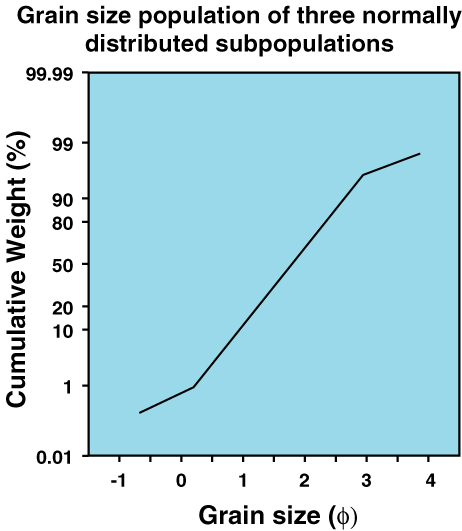 Grain size population of three normally
distributed subpopulations
99.99
99
90
80
50
20
10
1
0.01
Cumulative Weight (%)
-1 0 1 2 3 4
Grain size (ϕ)